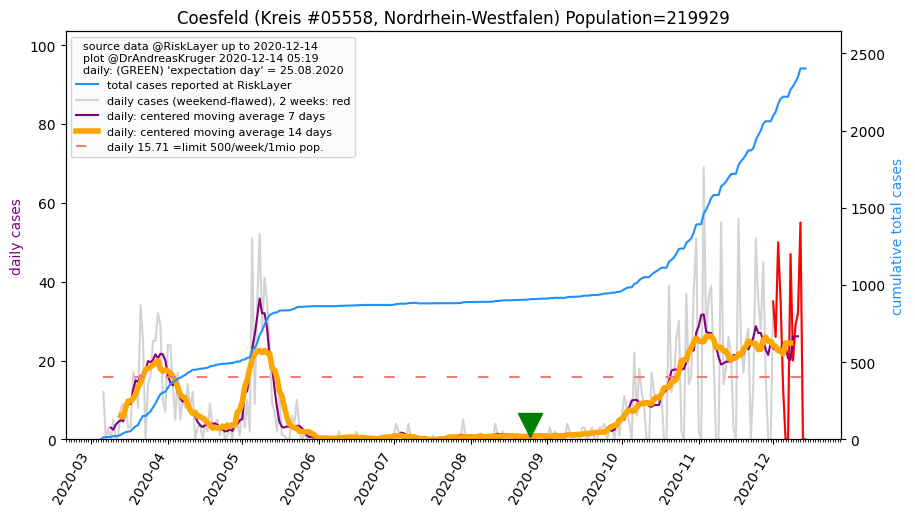 Coesfeld (Kreis #05558, Nordrhein-Westfalen) Population=219929
source data @RiskLayer up to 2020-12-14
plot @DrAndreasKruger 2020-12-14 05:19
daily: (GREEN) 'expectation day' = 25.08.2020
total cases reported at RiskLayer
daily cases (weekend-flawed), 2 weeks: red
daily: centered moving average 7 days
daily: centered moving average 14 days
daily 15.71 =limit 500/week/1mio pop.
daily cases
100
80
60
40
20
0
cumulative total cases
2500
2000
1500
1000
500
0
2020-03
2020-04
2020-05
2020-06
2020-07
2020-08
2020-09
2020-10
2020-11
2020-12